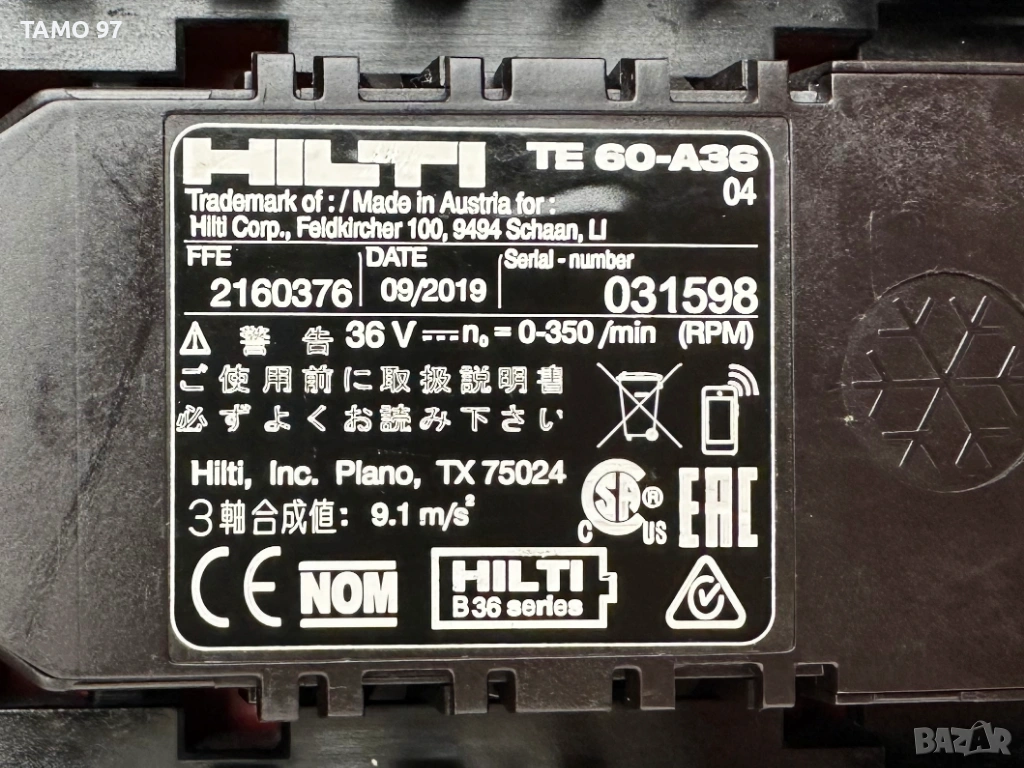 TAMO 97
HILTI TE 60-A36
04
Trademark of : / Made in Austria for :
Hilti Corp., Feldkircher 100, 9494 Schaan, LI
FFE DATE Serial - number
2160376 09/2019 031598
警告 36 V n₀ = 0-350 /min (RPM)
ご使用前に取扱説明書
必ずよくお読み下さい
Hilti, Inc. Plano, TX 75024
3軸合成値: 9.1 m/s²
C SA ® US EAC
CE NOM HILTI
B 36 series
BAZAR